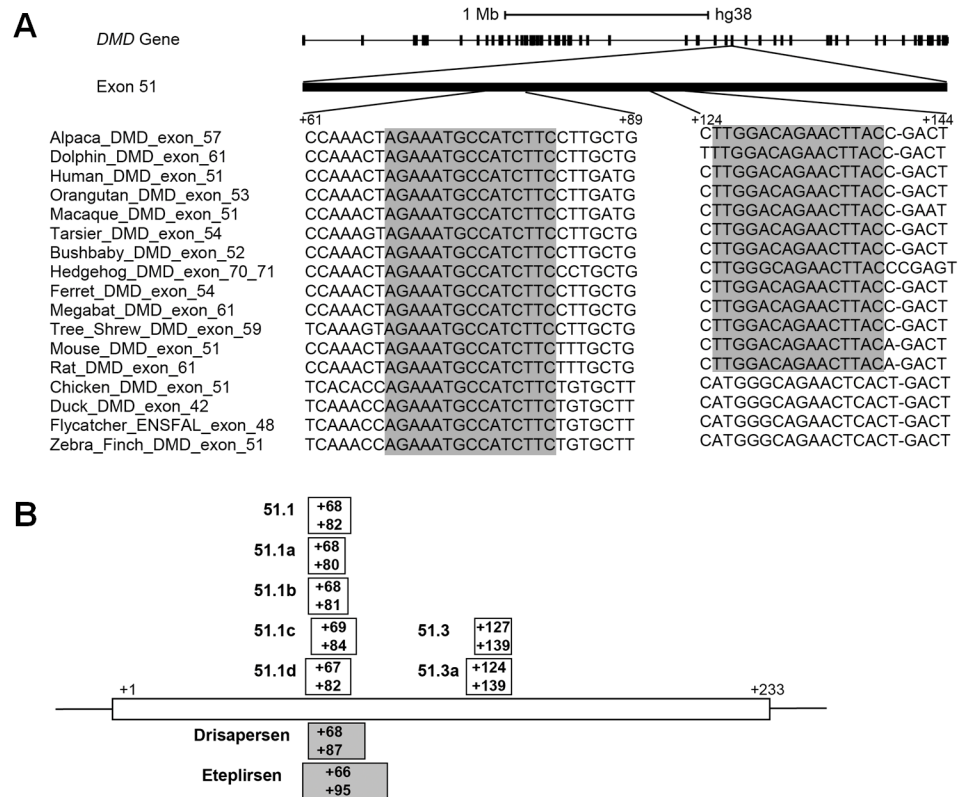 A
1 Mb hg38
DMD Gene
Exon 51
+61 +89 +124 +144
Alpaca_DMD_exon_57 CCAAACTAGAAATGCCATCTTCCTTGCTG CTTGGACAGAACTTACC-GACT
Dolphin_DMD_exon_61 CCAAACTAGAAATGCCATCTTCCTTGCTG TTTGGACAGAACTTACC-GACT
Human_DMD_exon_51 CCAAACTAGAAATGCCATCTTCCTTGATG CTTGGACAGAACTTACC-GACT
Orangutan_DMD_exon_53 CCAAACTAGAAATGCCATCTTCCTTGATG CTTGGACAGAACTTACC-GACT
Macaque_DMD_exon_51 CCAAACTAGAAATGCCATCTTCCTTGATG CTTGGACAGAACTTACC-GAAT
Tarsier_DMD_exon_54 CCAAACTAGAAATGCCATCTTCCTTGCTG CTTGGACAGAACTTACC-GACT
Bushbaby_DMD_exon_52 CCAAACTAGAAATGCCATCTTCCTTGCTG CTTGGACAGAACTTACC-GACT
Hedgehog_DMD_exon_70_71 CCAAACTAGAAATGCCATCTTCCCTGCTG CTTGGGCAGAACTTACCCGAGT
Ferret_DMD_exon_54 CCAAACTAGAAATGCCATCTTCCTTGCTG CTTGGACAGAACTTACC-GACT
Megabat_DMD_exon_61 CCAAACTAGAAATGCCATCTTCCTTGCTG CTTGGACAGAACTTACC-GACT
Tree_Shrew_DMD_exon_59 TCAAAGTAGAAATGCCATCTTCCTTGCTG CTTGGACAGAACTTACC-GACT
Mouse_DMD_exon_51 CCAAACTAGAAATGCCATCTTCTTTGCTG CTTGGACAGAACTTACA-GACT
Rat_DMD_exon_61 CCAAACTAGAAATGCCATCTTCTTTGCTG CTTGGACAGAACTTACA-GACT
Chicken_DMD_exon_51 TCACACCAGAAATGCCATCTTCTGTGCTT CATGGGCAGAACTCACT-GACT
Duck_DMD_exon_42 TCAAACCAGAAATGCCATCTTCTGTGCTT CATGGGCAGAACTCACT-GACT
Flycatcher_ENSFAL_exon_48 TCAAACCAGAAATGCCATCTTCTGTGCTT CATGGGCAGAACTCACT-GACT
Zebra_Finch_DMD_exon_51 TCAAACCAGAAATGCCATCTTCTGTGCTT CATGGGCAGAACTCACT-GACT
B
51.1 +68
+82
51.1a +68
+80
51.1b +68
+81
51.1c +69 51.3 +127
+84 +139
51.1d +67 51.3a +124
+82 +139
+1 +233
Drisapersen +68
+87
Eteplirsen +66
+95